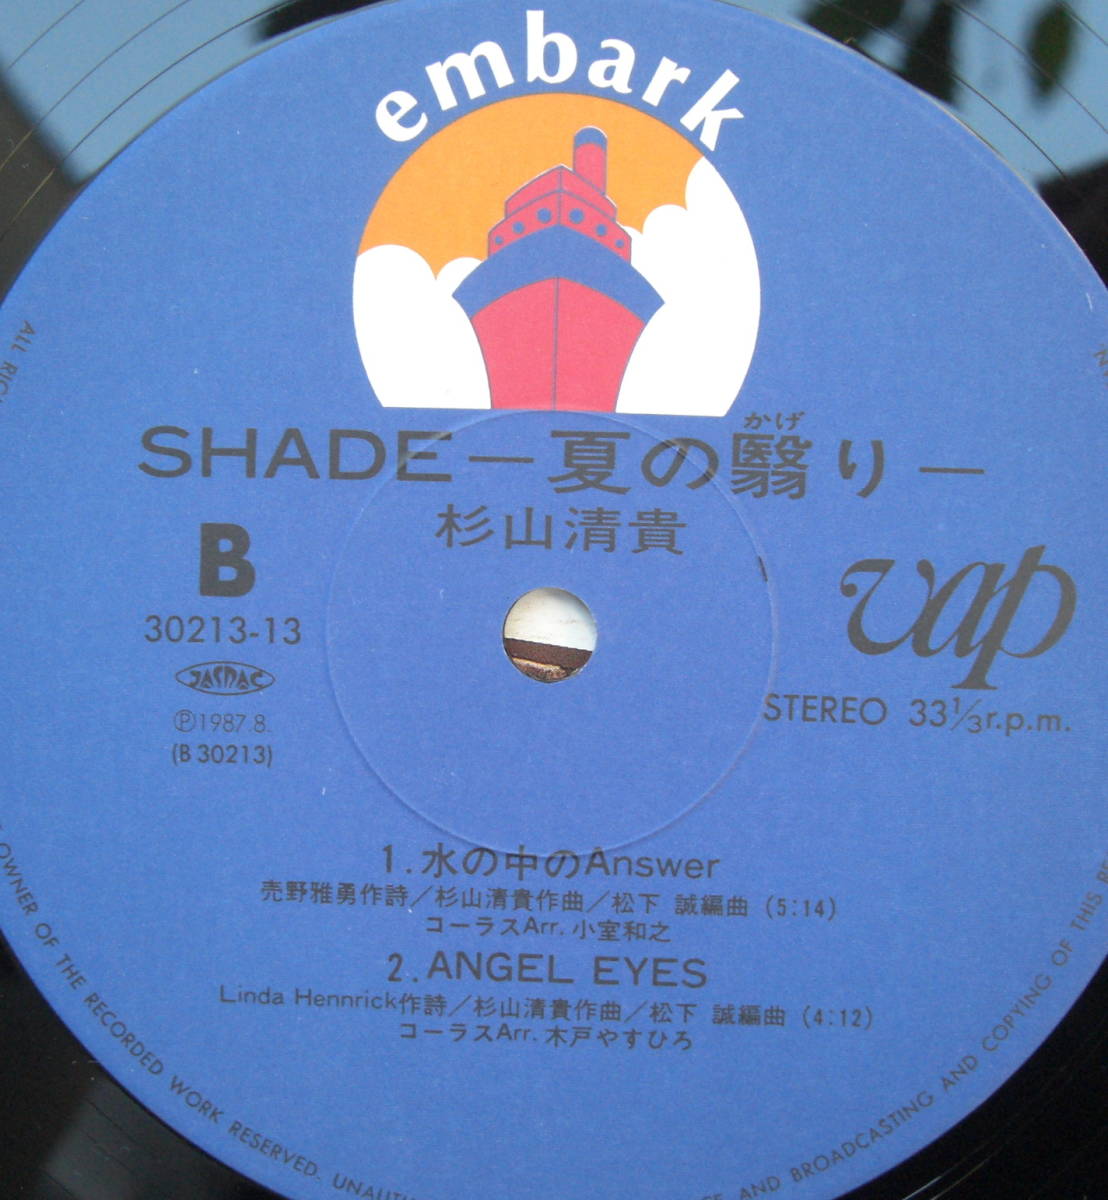 embark
かげ
SHADE—夏の翳り—
杉山清貴
B
30213-13
JASRAC
Ⓟ1987.8.
(B 30213)
vap
STEREO 33⅓r.p.m.
1.水の中のAnswer
売野雅勇作詩／杉山清貴作曲／松下 誠編曲 (5:14)
コーラスArr. 小室和之
2.ANGEL EYES
Linda Hennrick作詩／杉山清貴作曲／松下 誠編曲 (4:12)
コーラスArr. 木戸やすひろ
ALL
OWNER OF THE RECORDED WORK RESERVED.
AND BROADCASTING AND COPYING OF THIS